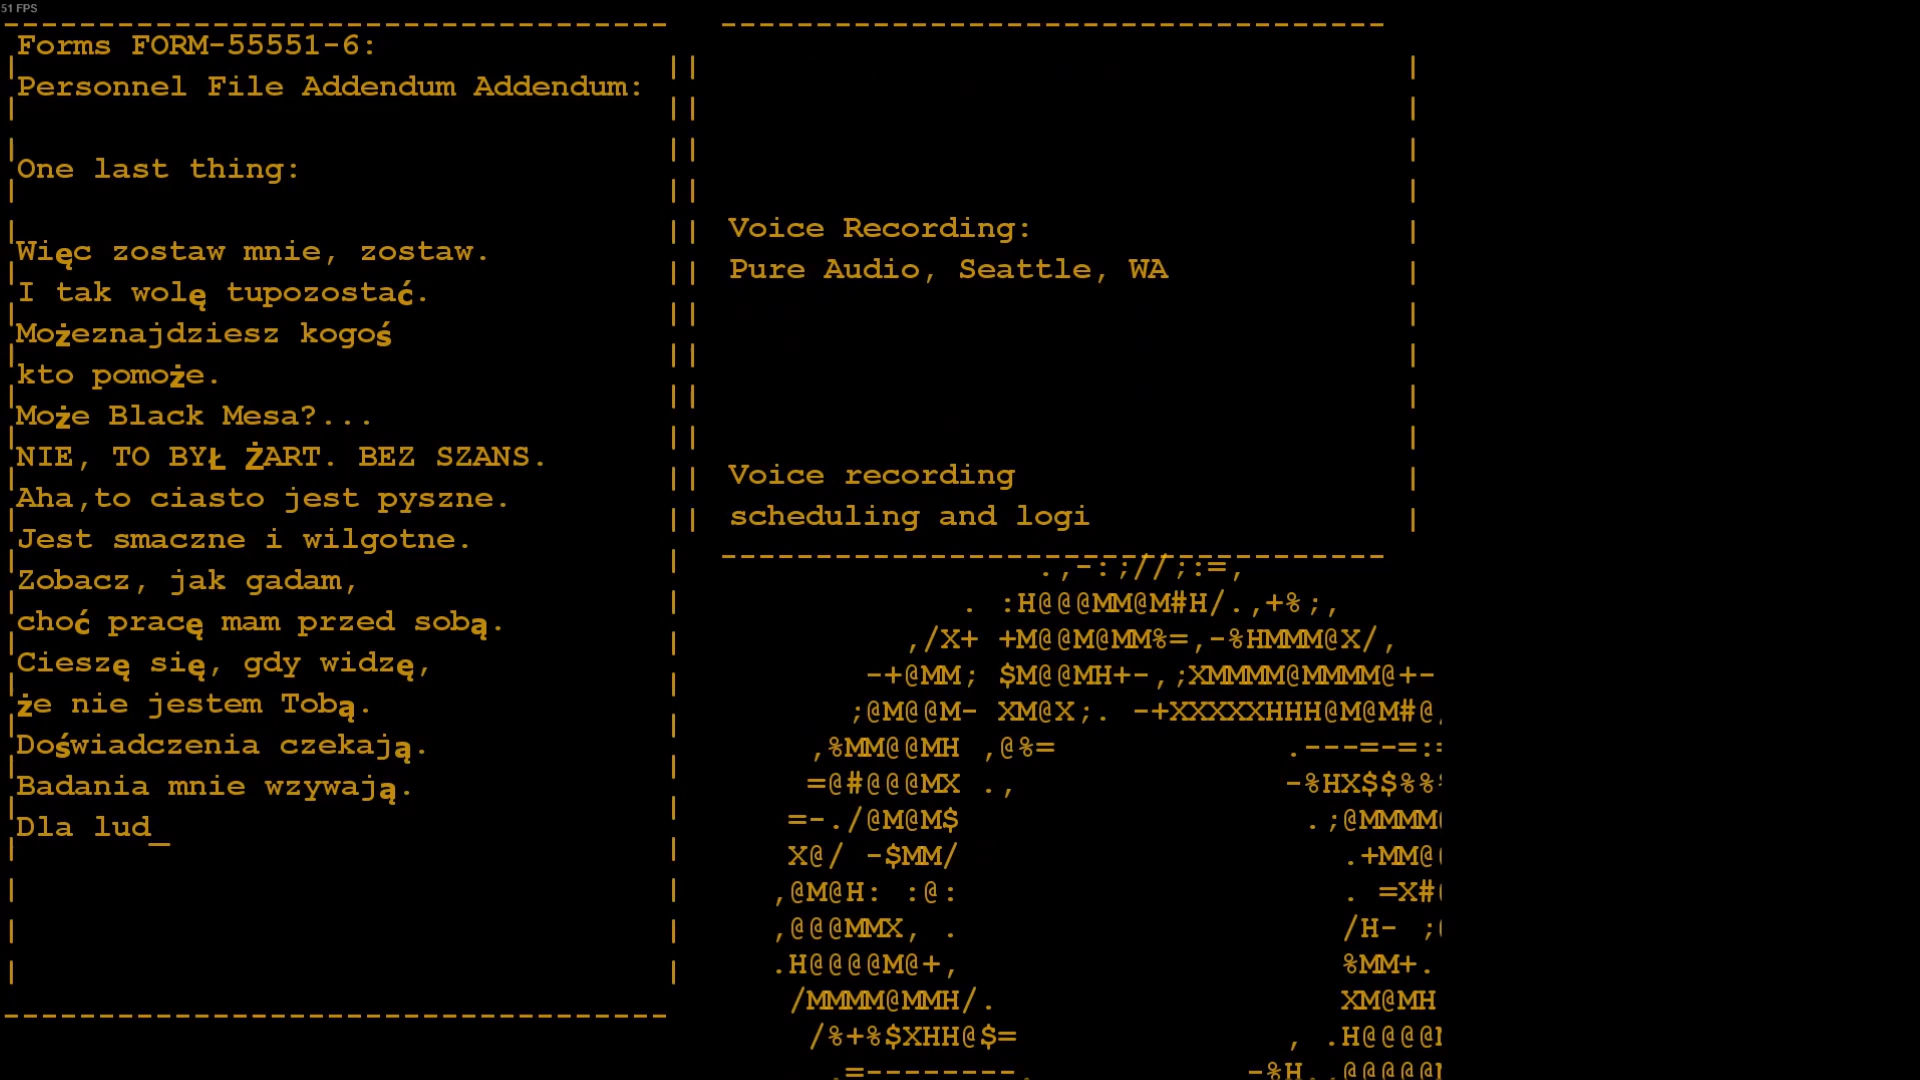 51 FPS
Forms FORM-55551-6:
Personnel File Addendum Addendum:
One last thing:
Więc zostaw mnie, zostaw.
I tak wolę tupozostać.
Możeznajdziesz kogoś
kto pomoże.
Może Black Mesa?...
NIE, TO BYŁ ŻART. BEZ SZANS.
Aha,to ciasto jest pyszne.
Jest smaczne i wilgotne.
Zobacz, jak gadam,
choć pracę mam przed sobą.
Cieszę się, gdy widzę,
że nie jestem Tobą.
Doświadczenia czekają.
Badania mnie wzywają.
Dla lud_
Voice Recording:
Pure Audio, Seattle, WA
Voice recording
scheduling and logi